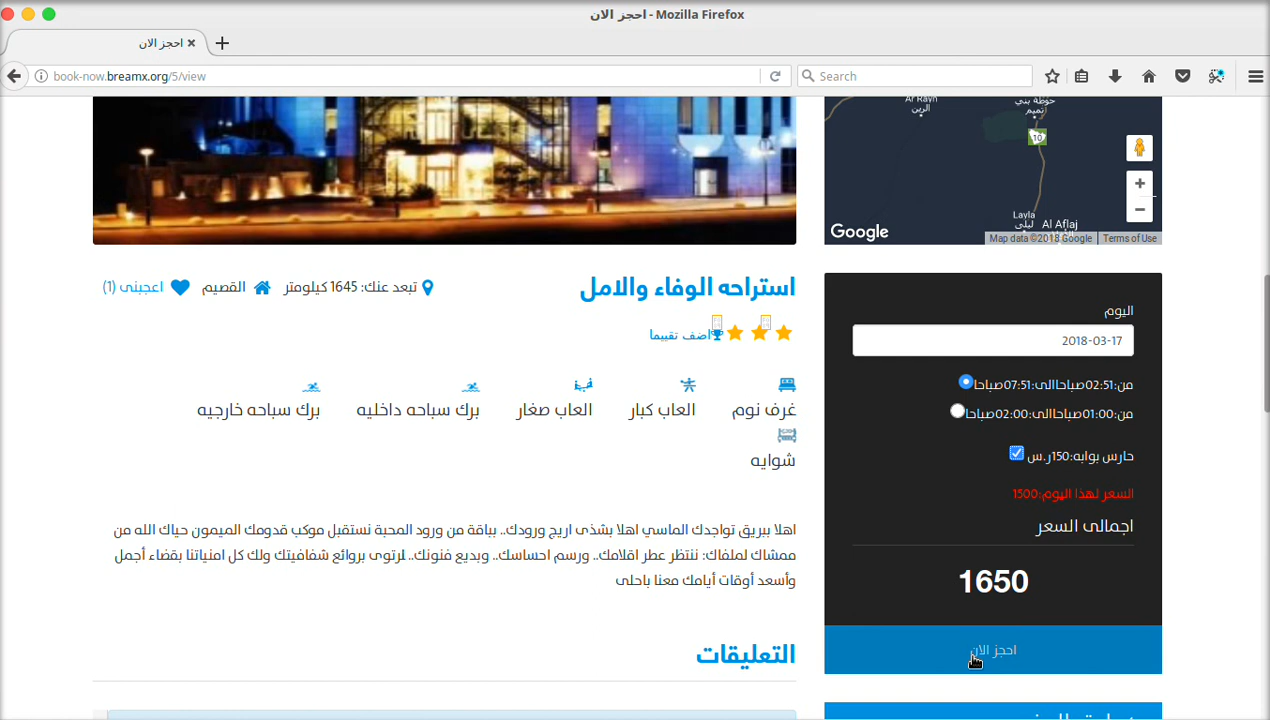 احجز الان - Mozilla Firefox
احجز الان
book-now.breamx.org/5/view
Search
Ar Rayn
الرين
حوطة بني تميم
10
Layla
ليلى
Al Aflaj
Google
Map data ©2018 Google
Terms of Use
استراحه الوفاء والامل
تبعد عنك: 1645 كيلومتر
القصيم
اعجبنى (1)
اضف تقييما
غرف نوم
العاب كبار
العاب صغار
برك سباحه داخليه
برك سباحه خارجيه
شوايه
اهلا ببريق تواجدك الماسي اهلا بشذى اريج ورودك.. بباقة من ورود المحبة نستقبل موكب قدومك الميمون حياك الله من
ممشاك لملفاك: ننتظر عطر اقلامك.. ورسم احساسك.. وبديع فنونك.. لرتوى بروائع شفافيتك ولك كل امنياتنا بقضاء أجمل
وأسعد أوقات أيامك معنا باحلى
التعليقات
اليوم
2018-03-17
من:02:51صباحاالى:07:51صباحا
من:01:00صباحاالى:02:00صباحا
حارس بوابه:150ر.س
السعر لهذا اليوم:1500
اجمالى السعر
1650
احجز الان